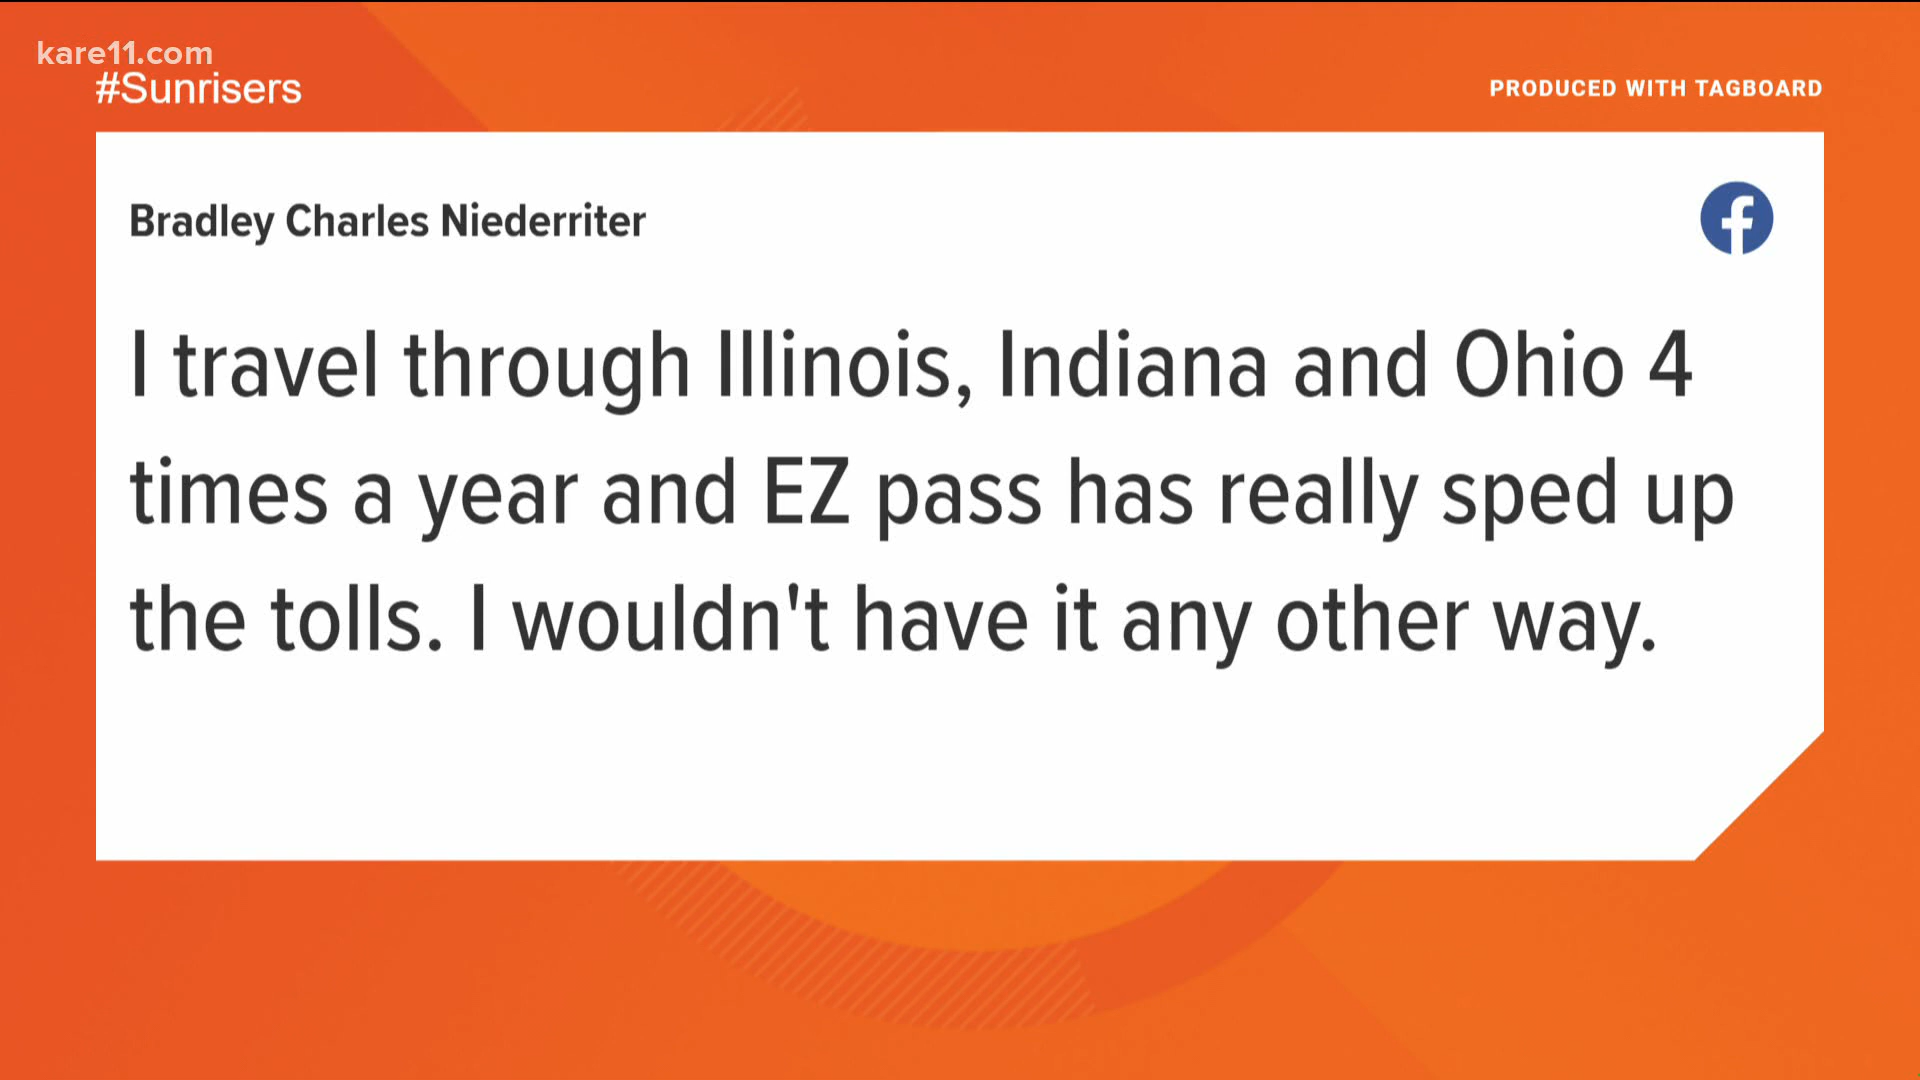 kare11.com
#Sunrisers
PRODUCED WITH TAGBOARD
Bradley Charles Niederriter
I travel through Illinois, Indiana and Ohio 4
times a year and EZ pass has really sped up
the tolls. I wouldn't have it any other way.